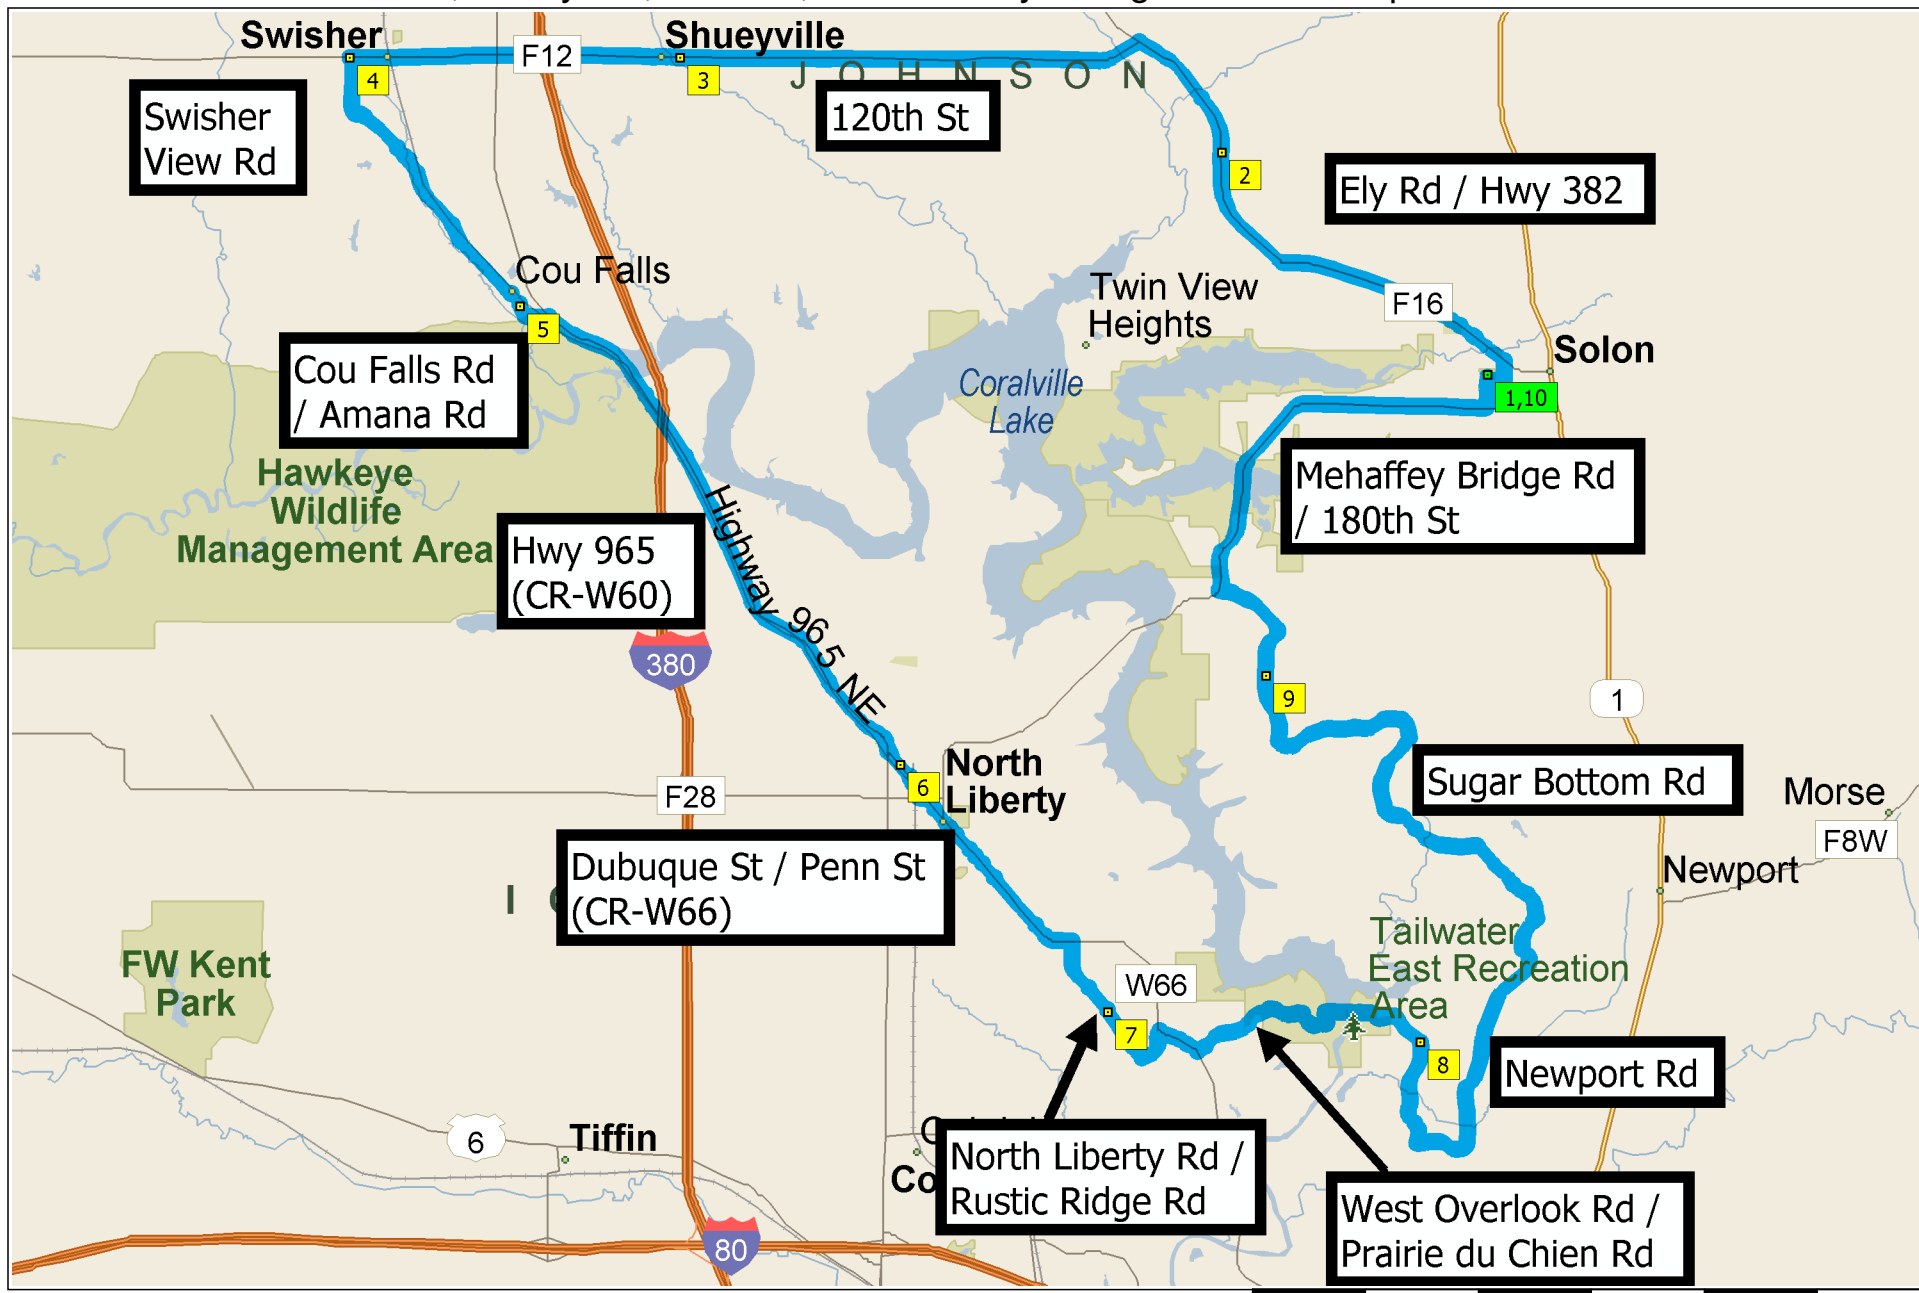 Swisher
F12
Shueyville
4
3
JOHNSON
Swisher
View Rd
120th St
2
Ely Rd / Hwy 382
Cou Falls
Twin View
Heights
F16
5
Solon
Cou Falls Rd
/ Amana Rd
Coralville
Lake
1,10
Hawkeye
Wildlife
Management Area
Mehaffey Bridge Rd
/ 180th St
Highway 965 NE
Hwy 965
(CR-W60)
380
9
1
North
Liberty
6
F28
Sugar Bottom Rd
Morse
F8W
Newport
Dubuque St / Penn St
(CR-W66)
I
FW Kent
Park
Tailwater
East Recreation
Area
W66
7
8
Newport Rd
6
Tiffin
Co
North Liberty Rd /
Rustic Ridge Rd
West Overlook Rd /
Prairie du Chien Rd
80